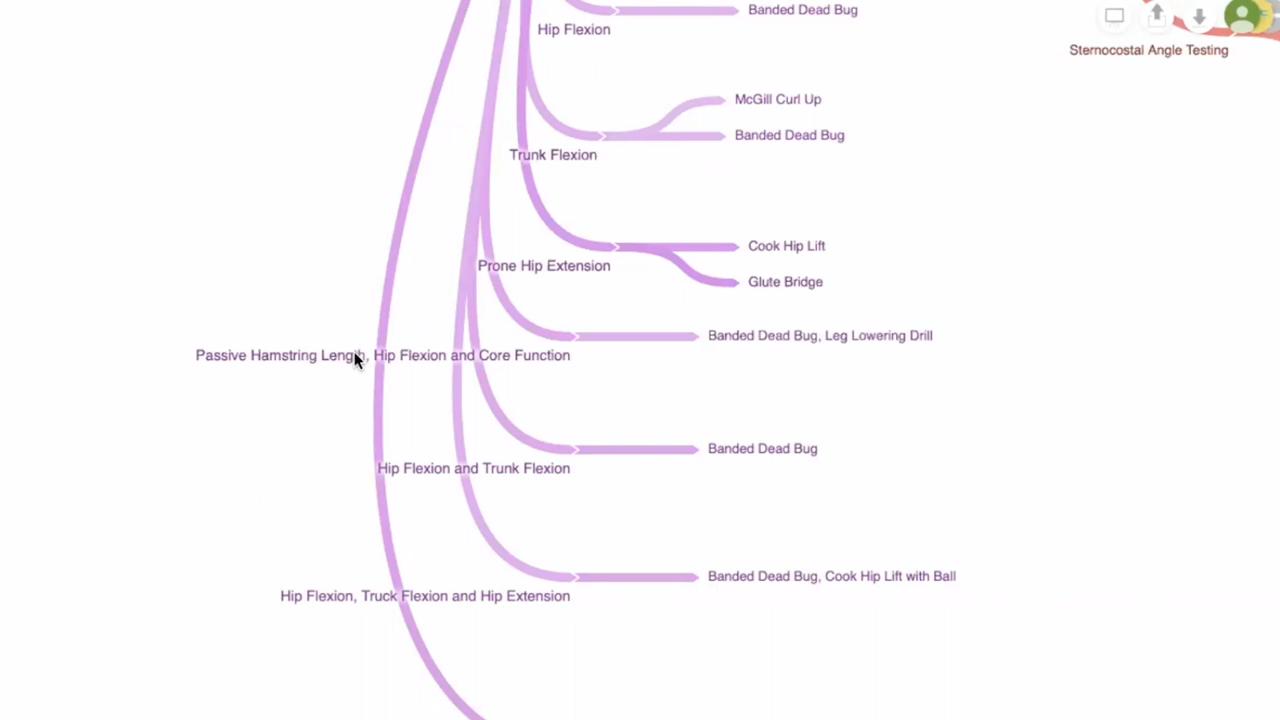 Banded Dead Bug
Hip Flexion
Sternocostal Angle Testing
McGill Curl Up
Banded Dead Bug
Trunk Flexion
Cook Hip Lift
Prone Hip Extension
Glute Bridge
Banded Dead Bug, Leg Lowering Drill
Passive Hamstring Length, Hip Flexion and Core Function
Banded Dead Bug
Hip Flexion and Trunk Flexion
Banded Dead Bug, Cook Hip Lift with Ball
Hip Flexion, Truck Flexion and Hip Extension